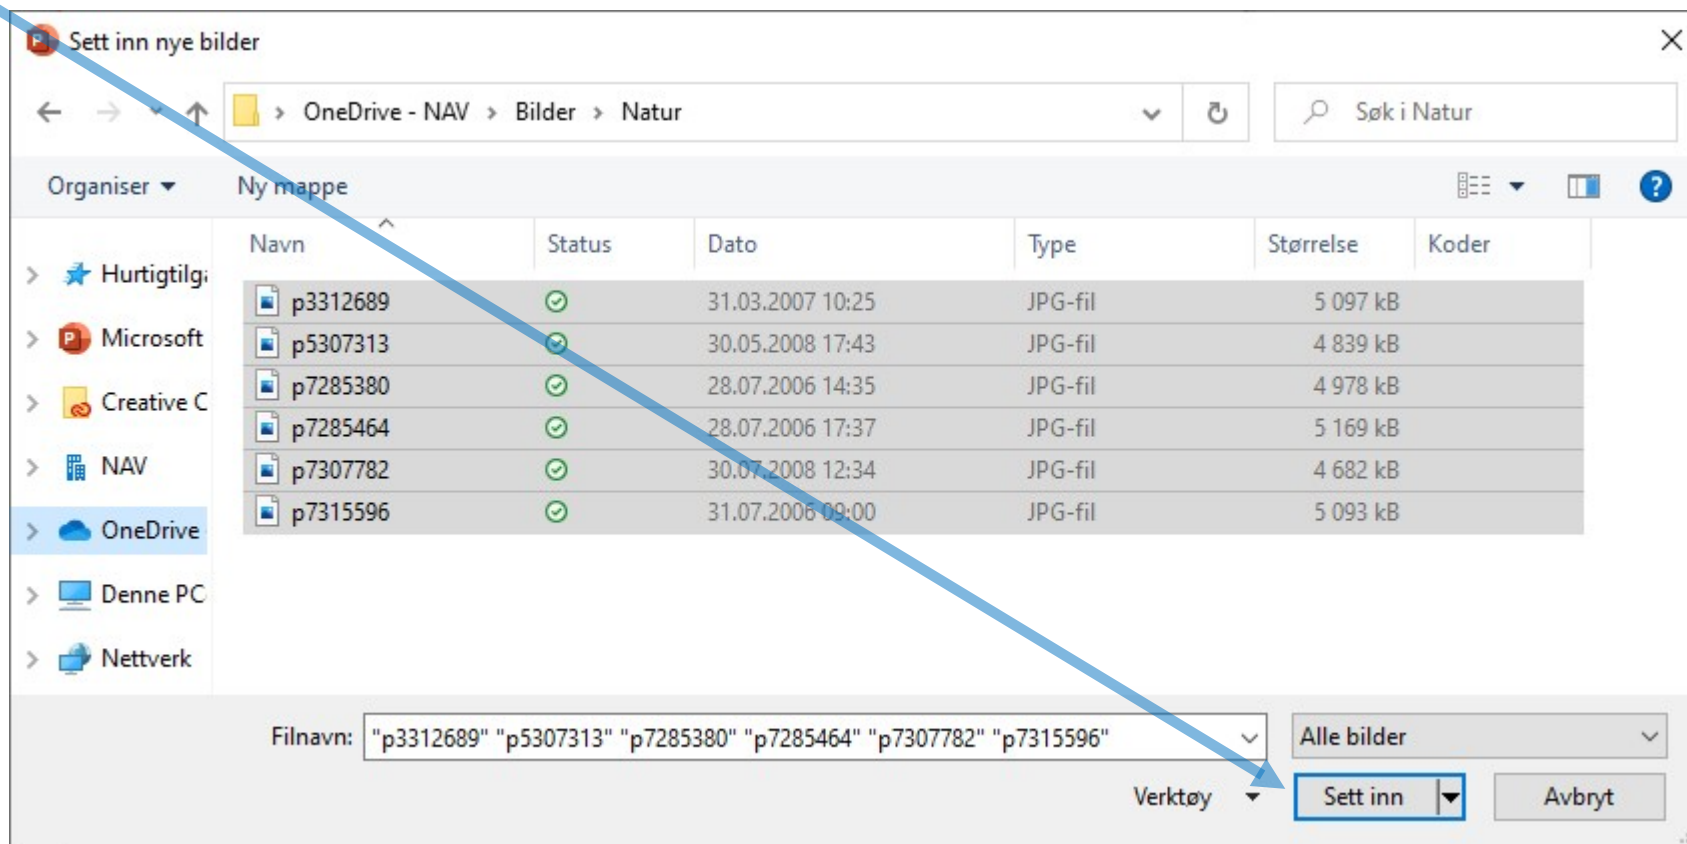 Sett inn nye bilder
OneDrive - NAV > Bilder > Natur
Søk i Natur
Organiser Ny mappe
Navn Status Dato Type Størrelse Koder
p3312689 31.03.2007 10:25 JPG-fil 5 097 kB
p5307313 30.05.2008 17:43 JPG-fil 4 839 kB
p7285380 28.07.2006 14:35 JPG-fil 4 978 kB
p7285464 28.07.2006 17:37 JPG-fil 5 169 kB
p7307782 30.07.2008 12:34 JPG-fil 4 682 kB
p7315596 31.07.2006 09:00 JPG-fil 5 093 kB
Hurtigtilg
Microsoft
Creative C
NAV
OneDrive
Denne PC
Nettverk
Filnavn: "p3312689" "p5307313" "p7285380" "p7285464" "p7307782" "p7315596"
Alle bilder
Verktøy Sett inn Avbryt